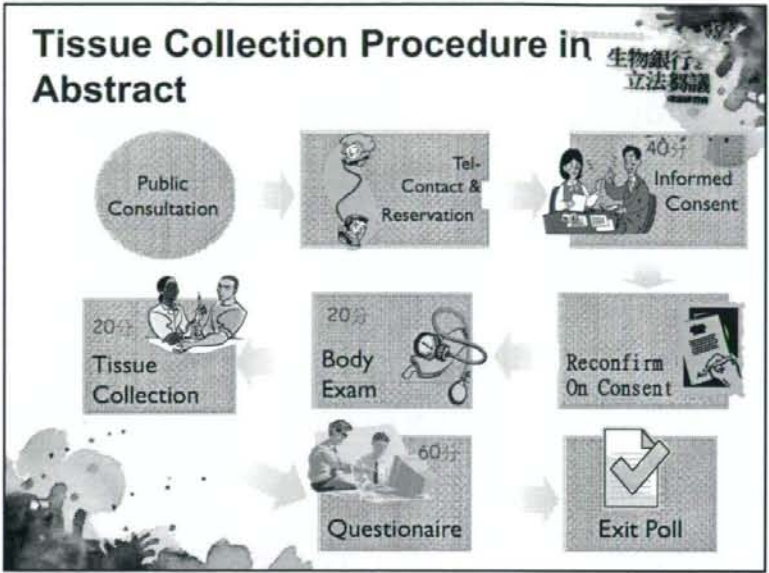 Tissue Collection Procedure in
Abstract
生物銀行
立法芻議
Public
Consultation
Tel-
Contact &
Reservation
40分
Informed
Consent
Reconfirm
On Consent
20分
Body
Exam
20分
Tissue
Collection
60分
Questionaire
Exit Poll